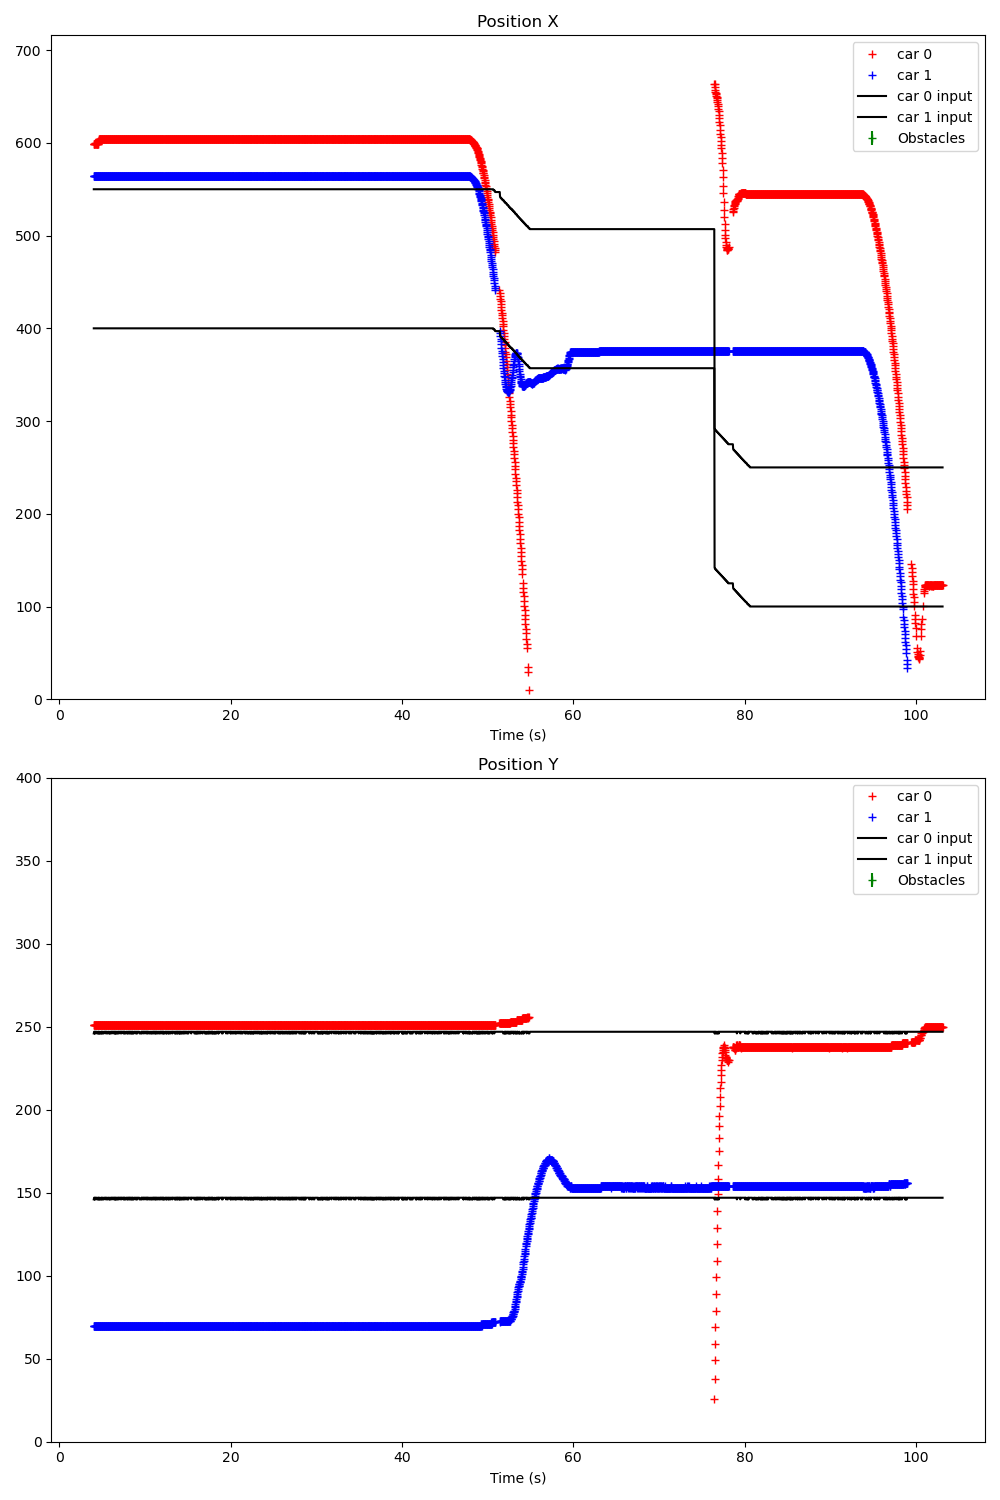 Position X
700
600
500
400
300
200
100
0
car 0
car 1
car 0 input
car 1 input
Obstacles
0 20 40 60 80 100
Time (s)
Position Y
400
350
300
250
200
150
100
50
0
car 0
car 1
car 0 input
car 1 input
Obstacles
0 20 40 60 80 100
Time (s)